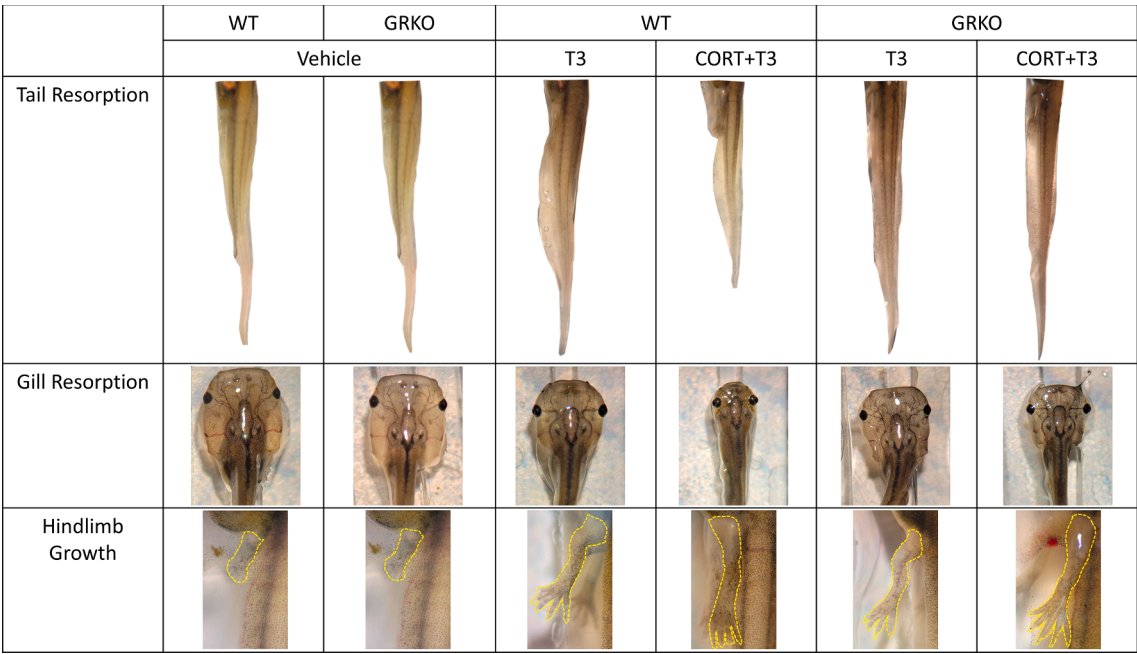 WT GRKO WT GRKO
Vehicle T3 CORT+T3 T3 CORT+T3
Tail Resorption
Gill Resorption
Hindlimb
Growth